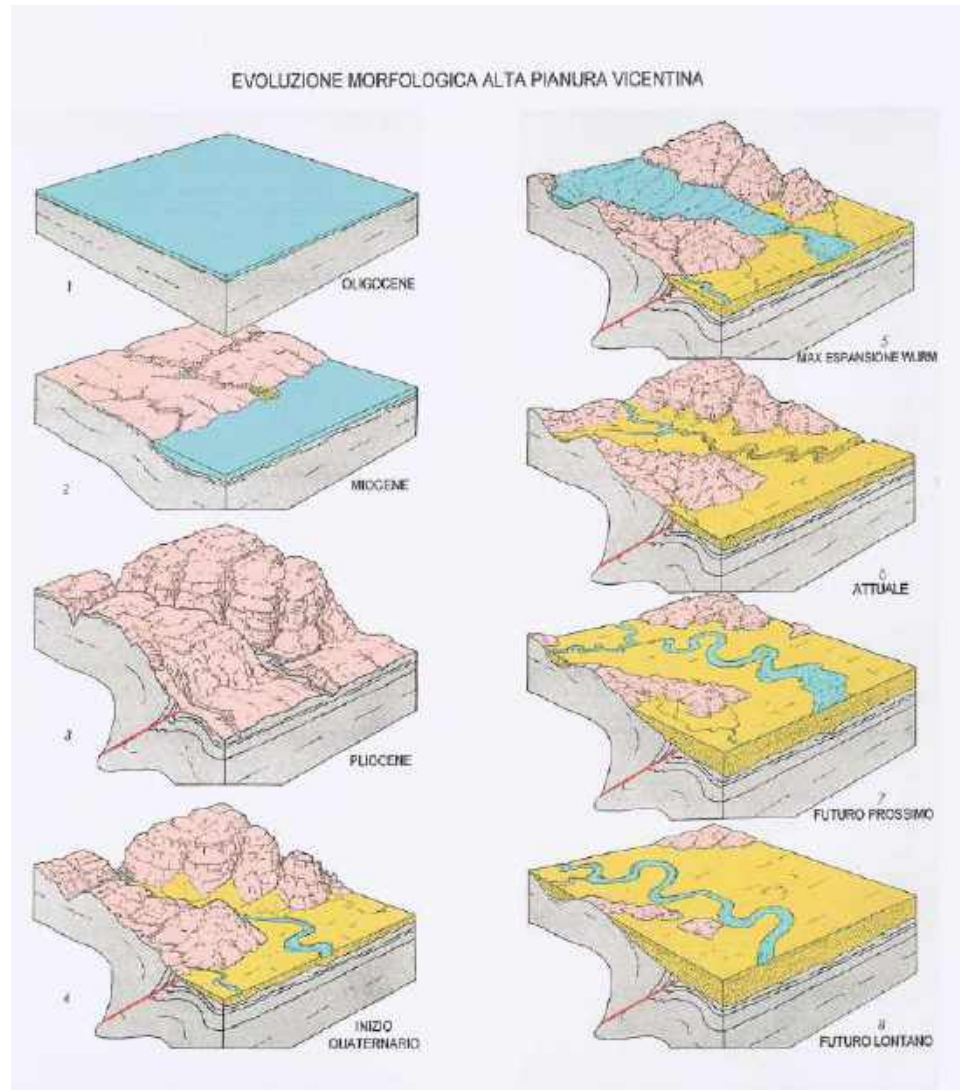 EVOLUZIONE MORFOLOGICA ALTA PIANURA VICENTINA
1
OLIGOCENE
2
MIOCENE
3
PLIOCENE
4
INIZIO
QUATERNARIO
5
MAX ESPANSIONE WURM
6
ATTUALE
7
FUTURO PROSSIMO
8
FUTURO LONTANO